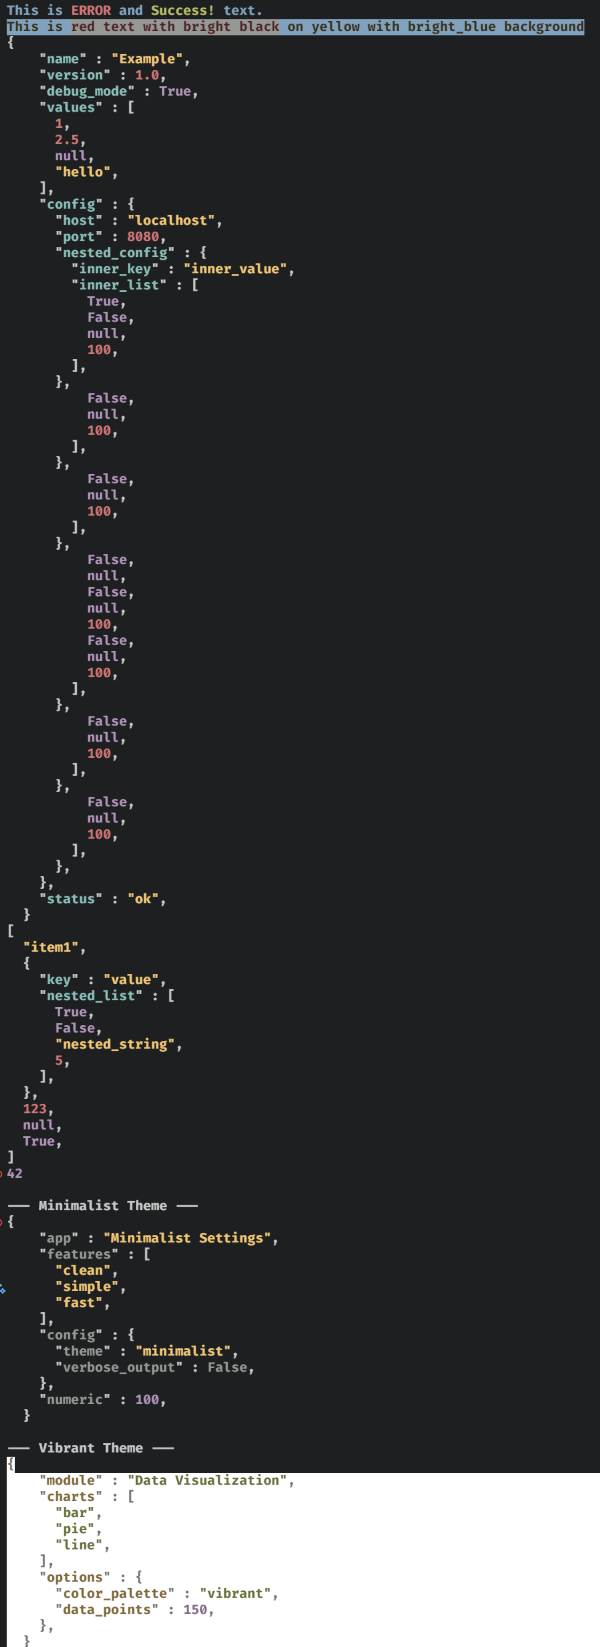 This is ERROR and Success! text.
This is red text with bright black on yellow with bright_blue background
{
    "name" : "Example",
    "version" : 1.0,
    "debug_mode" : True,
    "values" : [
      1,
      2.5,
      null,
      "hello",
    ],
    "config" : {
      "host" : "localhost",
      "port" : 8080,
      "nested_config" : {
        "inner_key" : "inner_value",
        "inner_list" : [
          True,
          False,
          null,
          100,
        ],
      },
          False,
          null,
          100,
        ],
      },
          False,
          null,
          100,
        ],
      },
          False,
          null,
          False,
          null,
          100,
          False,
          null,
          100,
        ],
      },
          False,
          null,
          100,
        ],
      },
          False,
          null,
          100,
        ],
      },
    },
    "status" : "ok",
  }
[
  "item1",
  {
    "key" : "value",
    "nested_list" : [
      True,
      False,
      "nested_string",
      5,
    ],
  },
  123,
  null,
  True,
]
42
--- Minimalist Theme ---
{
    "app" : "Minimalist Settings",
    "features" : [
      "clean",
      "simple",
      "fast",
    ],
    "config" : {
      "theme" : "minimalist",
      "verbose_output" : False,
    },
    "numeric" : 100,
  }
--- Vibrant Theme ---
{
    "module" : "Data Visualization",
    "charts" : [
      "bar",
      "pie",
      "line",
    ],
    "options" : {
      "color_palette" : "vibrant",
      "data_points" : 150,
    },
  }